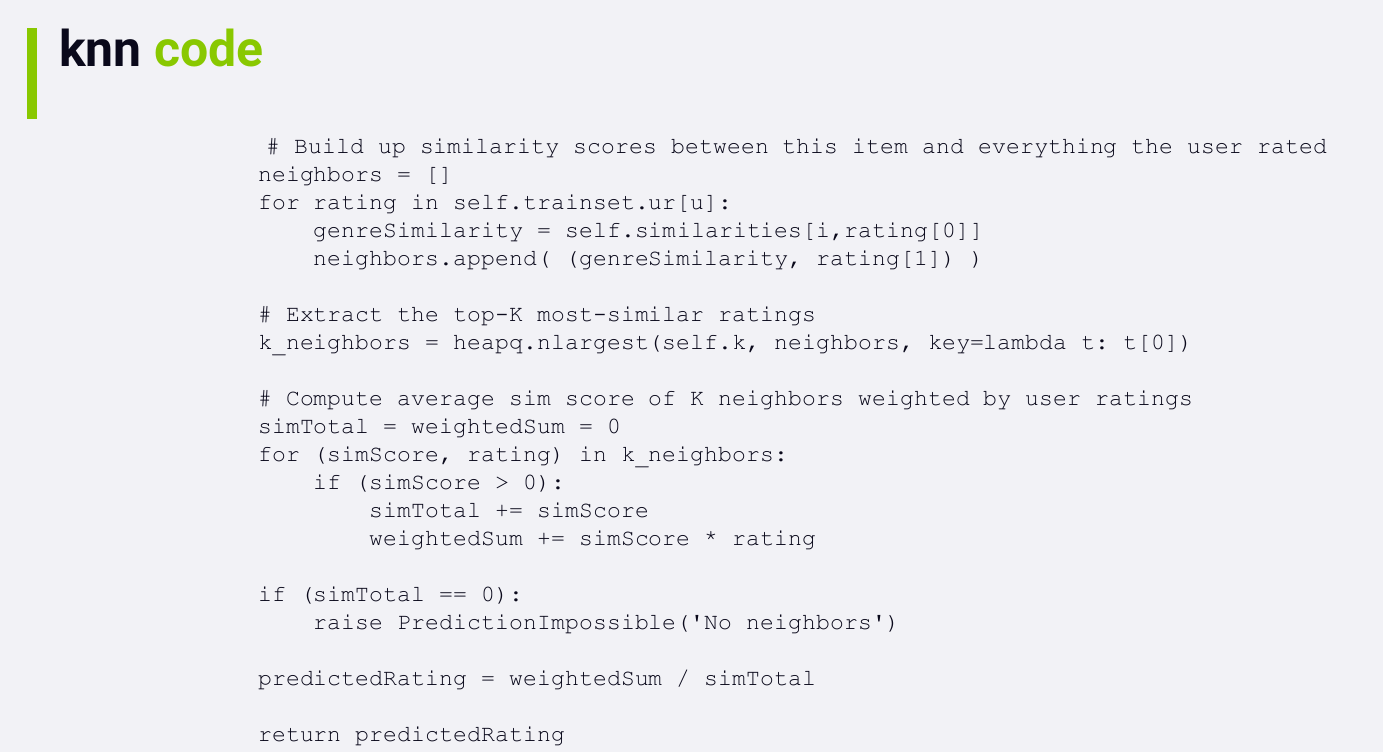 knn code
# Build up similarity scores between this item and everything the user rated
neighbors = []
for rating in self.trainset.ur[u]:
    genreSimilarity = self.similarities[i,rating[0]]
    neighbors.append( (genreSimilarity, rating[1]) )
# Extract the top-K most-similar ratings
k_neighbors = heapq.nlargest(self.k, neighbors, key=lambda t: t[0])
# Compute average sim score of K neighbors weighted by user ratings
simTotal = weightedSum = 0
for (simScore, rating) in k_neighbors:
    if (simScore > 0):
        simTotal += simScore
        weightedSum += simScore * rating
if (simTotal == 0):
    raise PredictionImpossible('No neighbors')
predictedRating = weightedSum / simTotal
return predictedRating